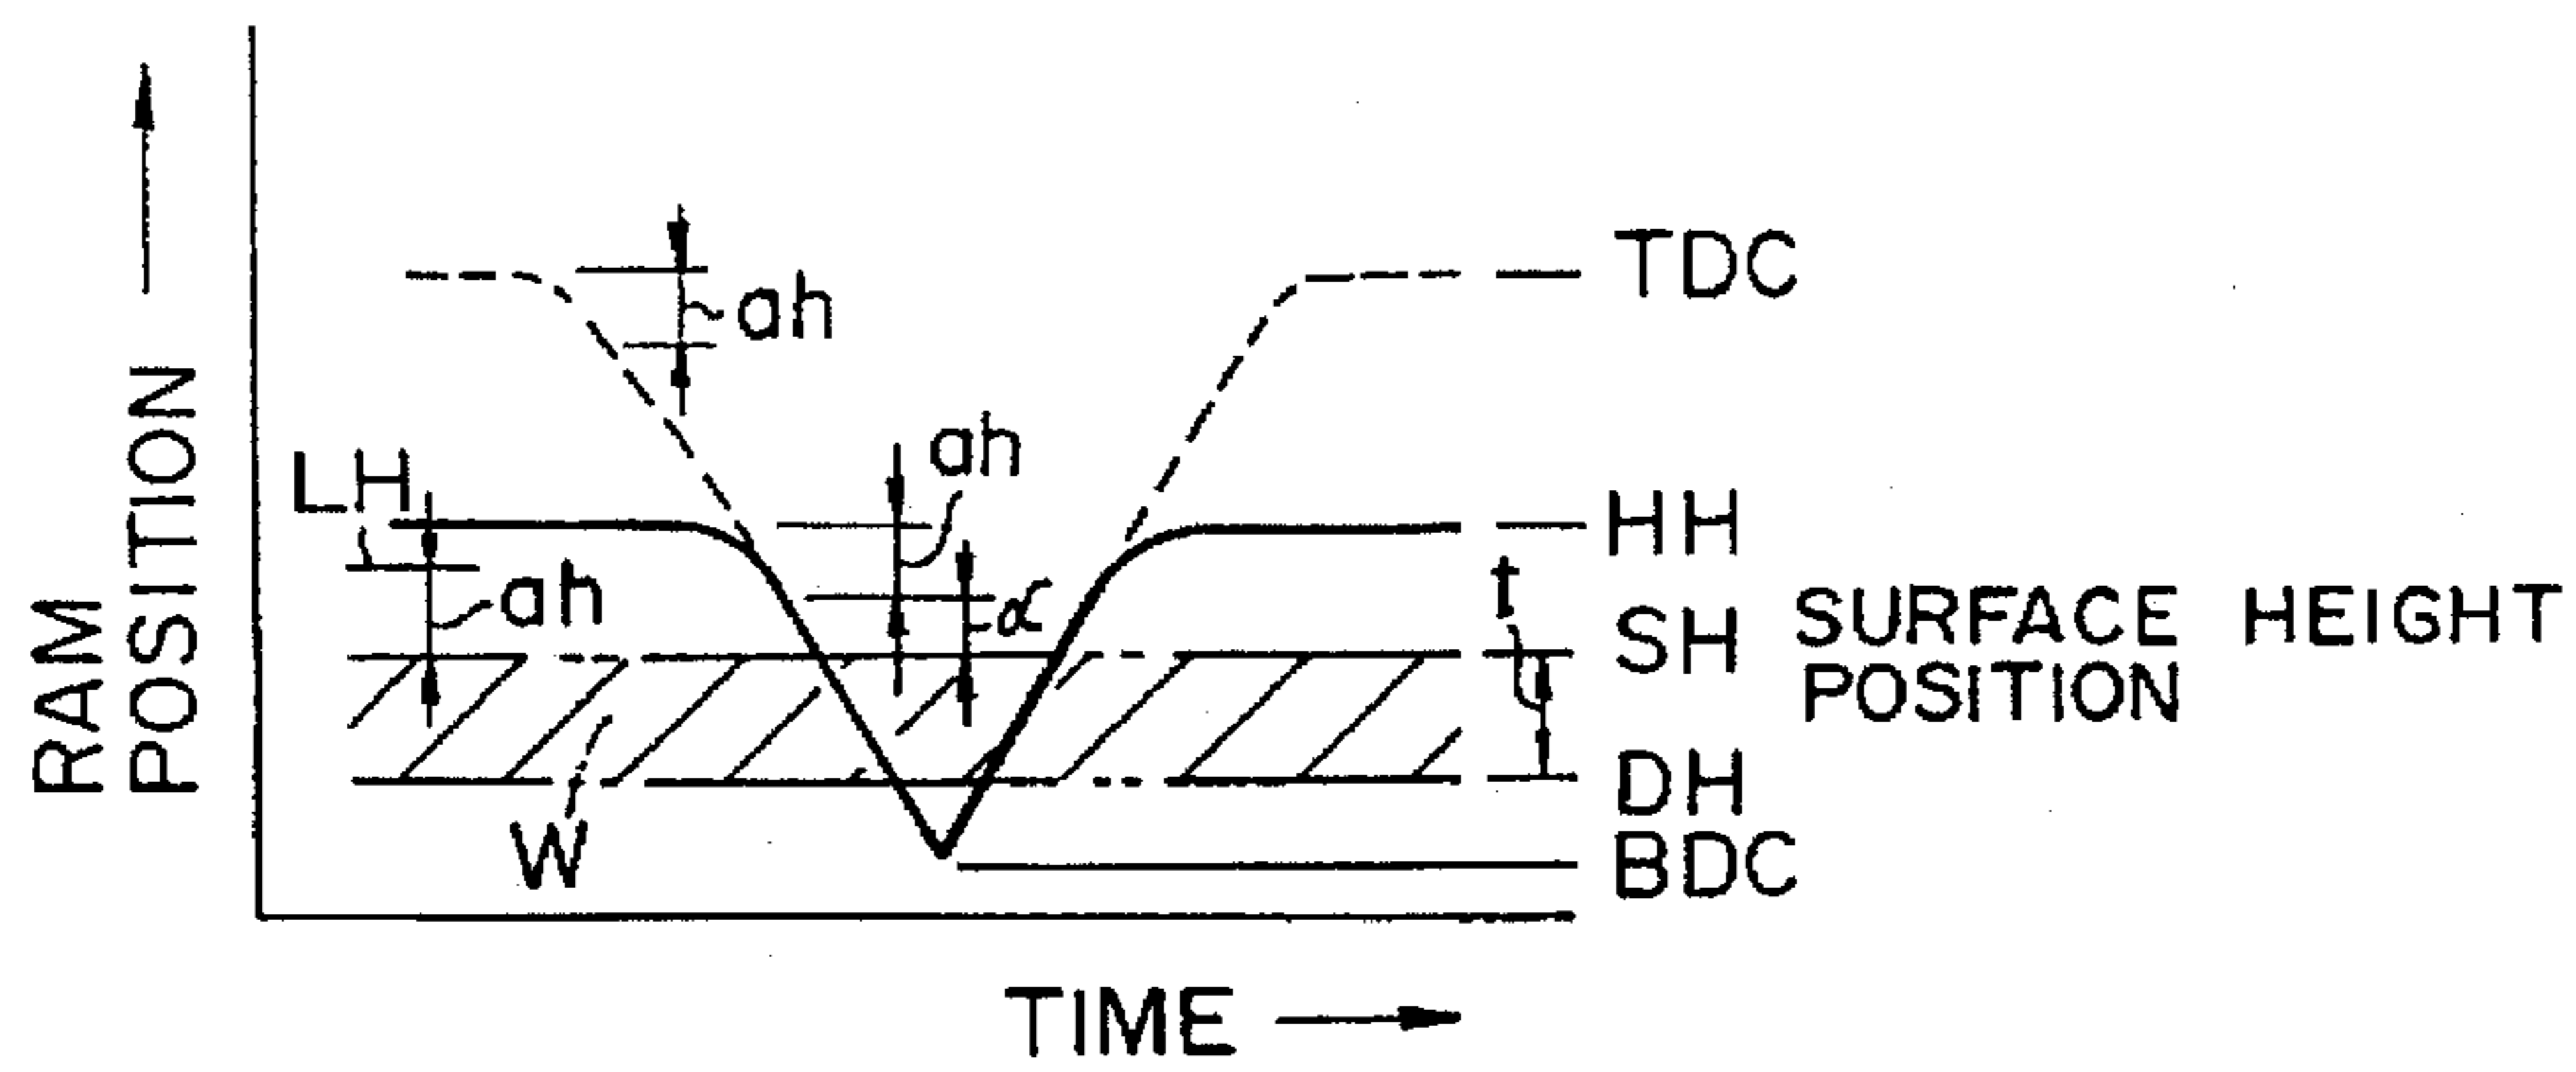 TDC
ah
ah
LH
HH
ah
α
t
SH SURFACE HEIGHT
POSITION
DH
W
BDC
RAM
POSITION
TIME